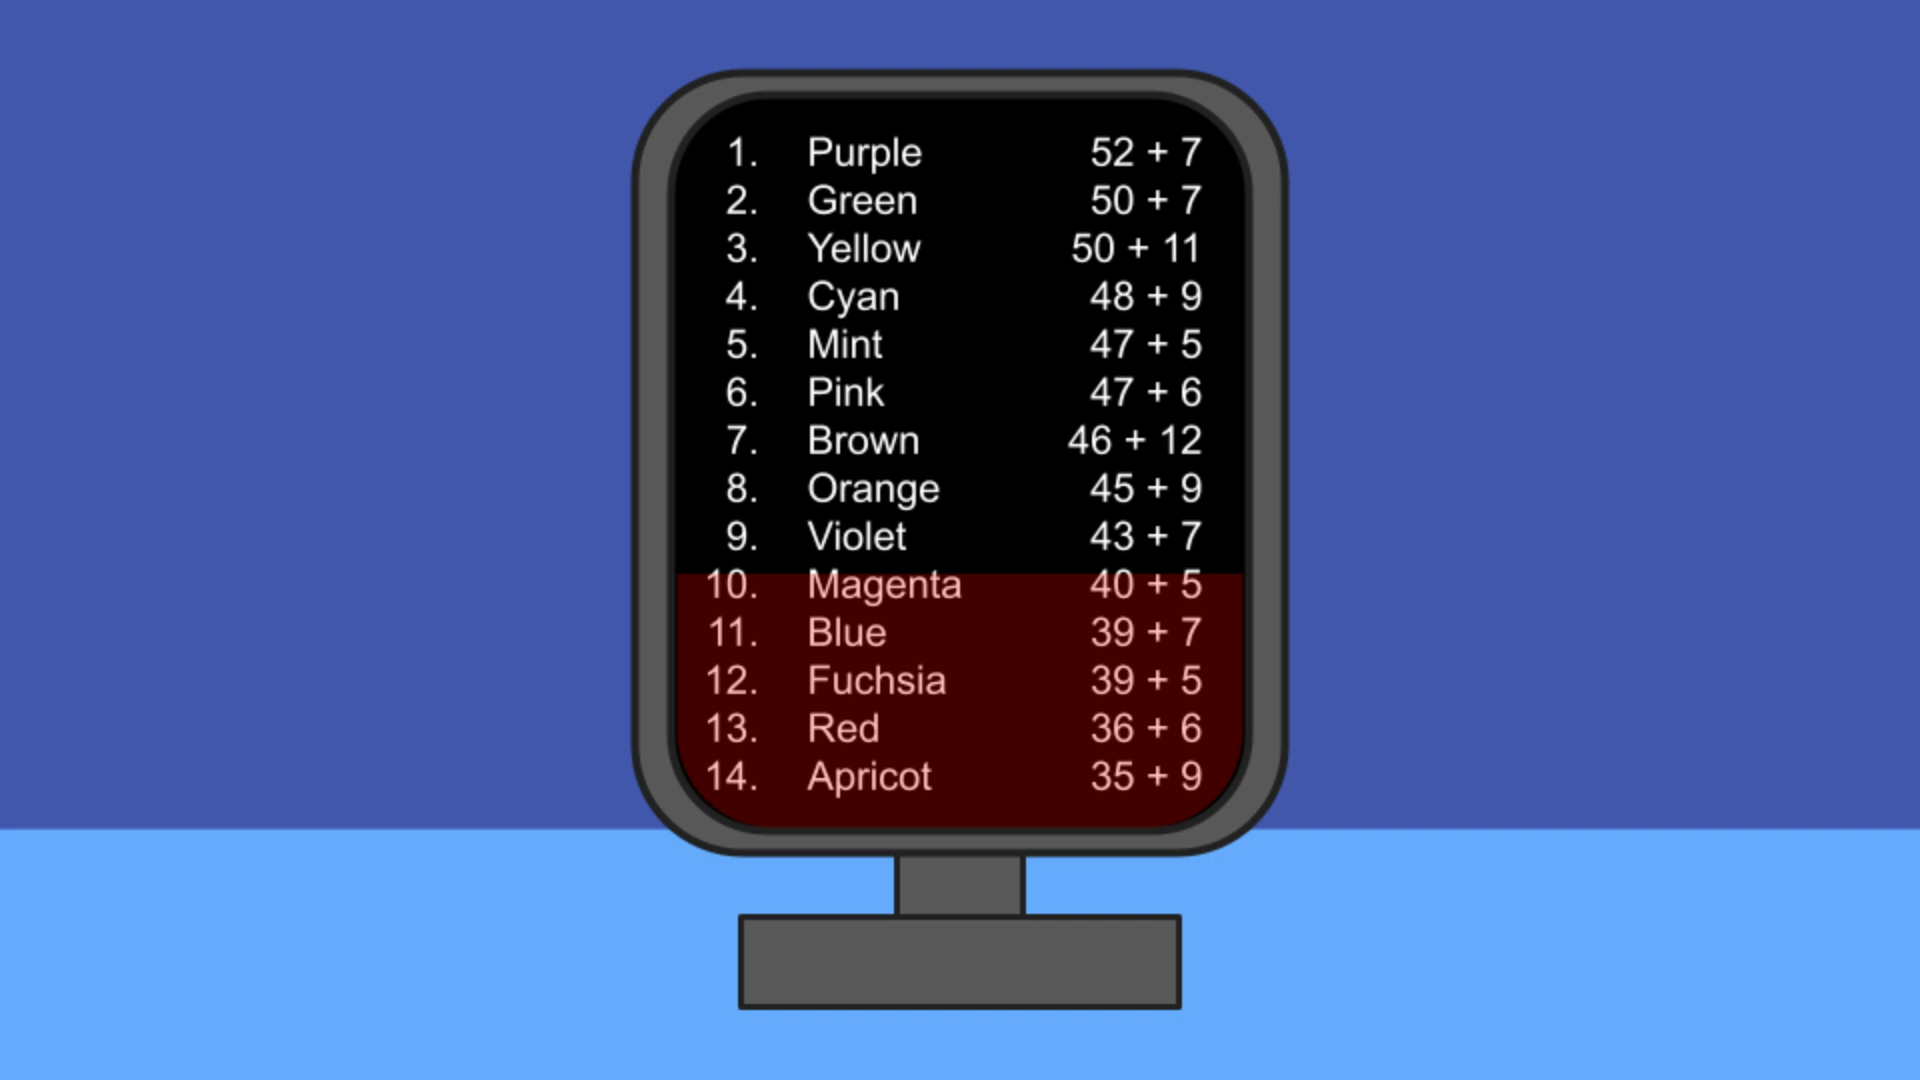 1. Purple 52 + 7
2. Green 50 + 7
3. Yellow 50 + 11
4. Cyan 48 + 9
5. Mint 47 + 5
6. Pink 47 + 6
7. Brown 46 + 12
8. Orange 45 + 9
9. Violet 43 + 7
10. Magenta 40 + 5
11. Blue 39 + 7
12. Fuchsia 39 + 5
13. Red 36 + 6
14. Apricot 35 + 9